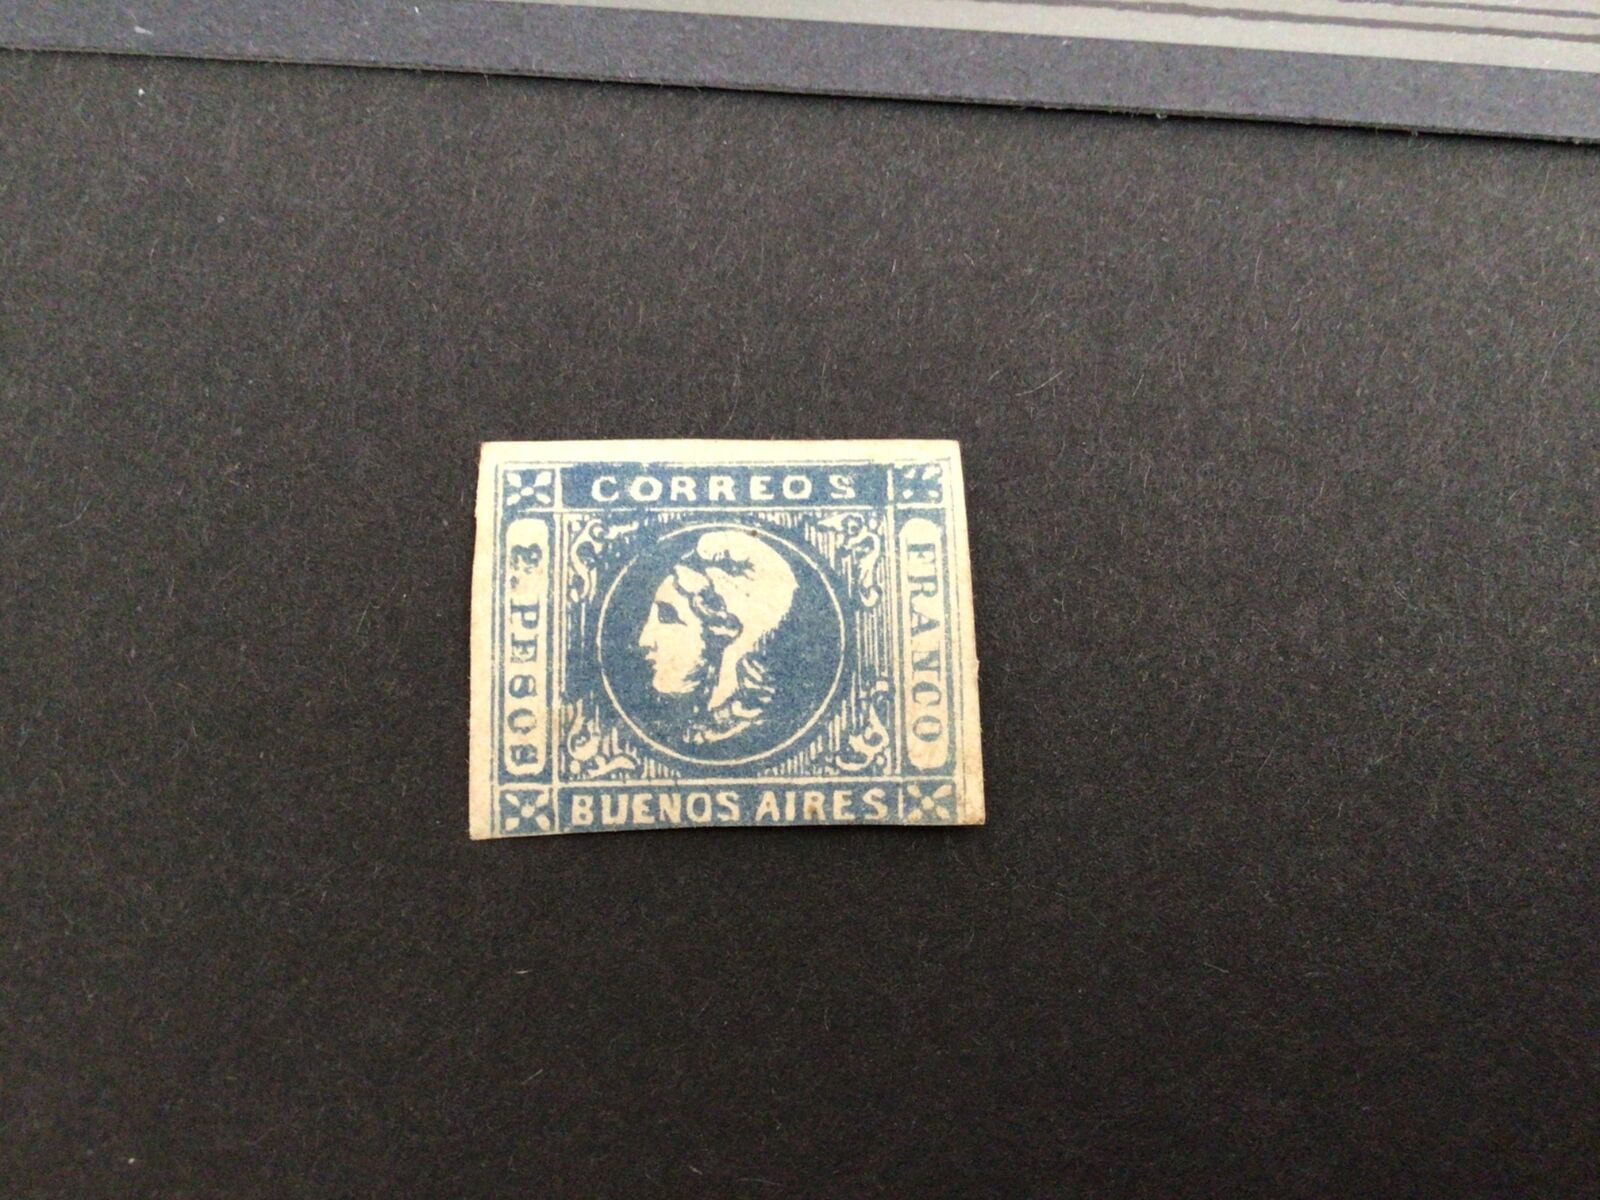 CORREOS
2. PESOS
FRANCO
BUENOS AIRES